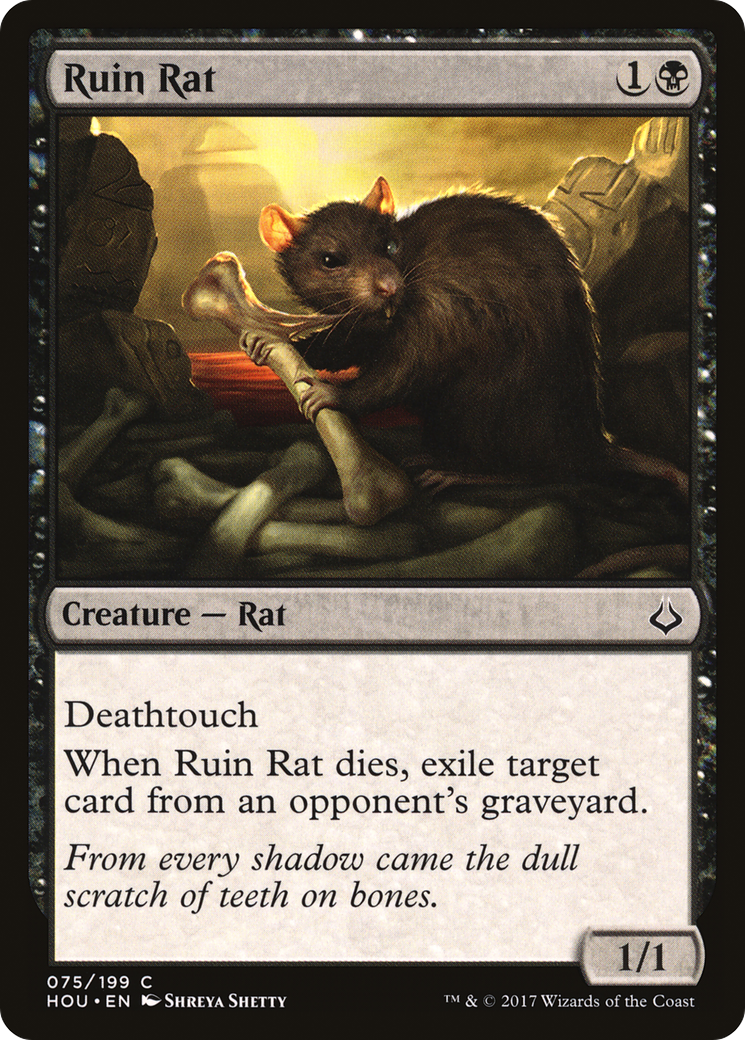 Ruin Rat 1
Creature — Rat
Deathtouch
When Ruin Rat dies, exile target
card from an opponent's graveyard.
From every shadow came the dull
scratch of teeth on bones.
1/1
075/199 C
HOU • EN Shreya Shetty
™ & © 2017 Wizards of the Coast